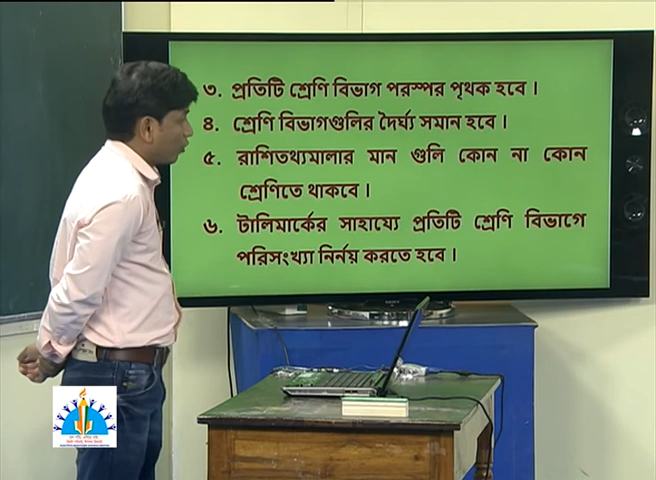 ৩. প্রতিটি শ্রেণি বিভাগ পরস্পর পৃথক হবে ।
৪. শ্রেণি বিভাগগুলির দৈর্ঘ্য সমান হবে ।
৫. রাশিতথ্যমালার মান গুলি কোন না কোন
শ্রেণিতে থাকবে ।
৬. টালিমার্কের সাহায্যে প্রতিটি শ্রেণি বিভাগে
পরিসংখ্যা নির্নয় করতে হবে ।